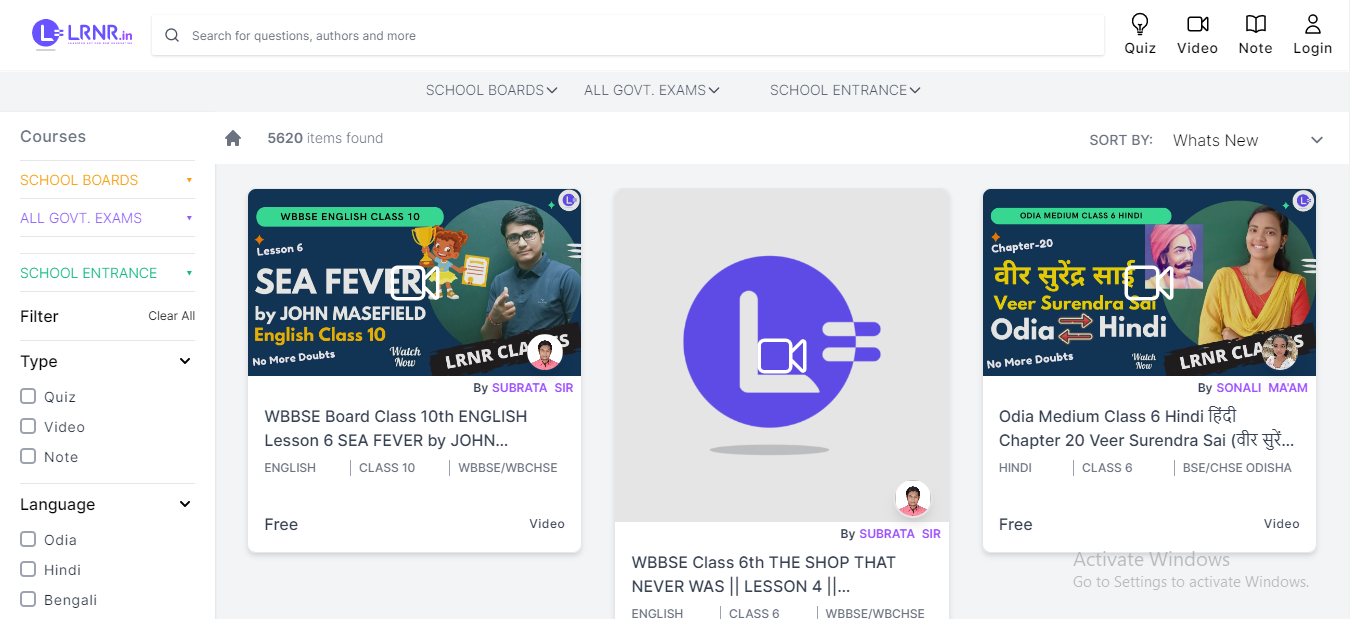 LRNR.in
Search for questions, authors and more
Quiz
Video
Note
Login
SCHOOL BOARDS
ALL GOVT. EXAMS
SCHOOL ENTRANCE
Courses
SCHOOL BOARDS
ALL GOVT. EXAMS
SCHOOL ENTRANCE
Filter
Clear All
Type
Quiz
Video
Note
Language
Odia
Hindi
Bengali
5620 items found
SORT BY:
Whats New
WBBSE ENGLISH CLASS 10
Lesson 6
SEA FEVER
by JOHN MASEFIELD
English Class 10
No More Doubts
Watch
Now
By SUBRATA SIR
WBBSE Board Class 10th ENGLISH
Lesson 6 SEA FEVER by JOHN...
ENGLISH
CLASS 10
WBBSE/WBCHSE
Free
Video
By SUBRATA SIR
WBBSE Class 6th THE SHOP THAT
NEVER WAS || LESSON 4 ||...
ENGLISH
CLASS 6
WBBSE/WBCHSE
ODIA MEDIUM CLASS 6 HINDI
Chapter-20
वीर सुरेंद्र साई
Veer Surendra Sai
Odia Hindi
No More Doubts
Watch
Now
By SONALI MA'AM
Odia Medium Class 6 Hindi हिंदी
Chapter 20 Veer Surendra Sai (वीर सुरें...
HINDI
CLASS 6
BSE/CHSE ODISHA
Free
Video
Activate Windows
Go to Settings to activate Windows.